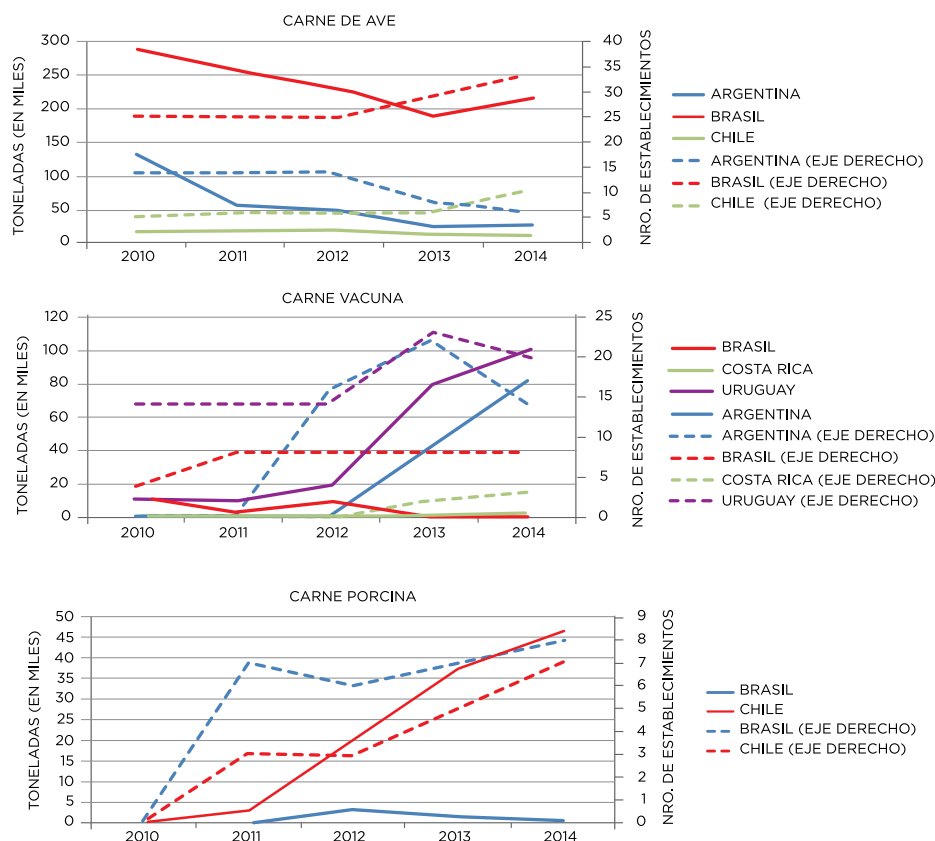 CARNE DE AVE
TONELADAS (EN MILES)
300
250
200
150
100
50
0
40
35
30
25
20
15
10
5
0
NRO. DE ESTABLECIMIENTOS
2010 2011 2012 2013 2014
ARGENTINA
BRASIL
CHILE
ARGENTINA (EJE DERECHO)
BRASIL (EJE DERECHO)
CHILE (EJE DERECHO)
CARNE VACUNA
TONELADAS (EN MILES)
120
100
80
60
40
20
0
25
20
15
10
5
0
NRO. DE ESTABLECIMIENTOS
2010 2011 2012 2013 2014
BRASIL
COSTA RICA
URUGUAY
ARGENTINA
ARGENTINA (EJE DERECHO)
BRASIL (EJE DERECHO)
COSTA RICA (EJE DERECHO)
URUGUAY (EJE DERECHO)
CARNE PORCINA
TONELADAS (EN MILES)
50
45
40
35
30
25
20
15
10
5
0
9
8
7
6
5
4
3
2
1
0
NRO. DE ESTABLECIMIENTOS
2010 2011 2012 2013 2014
BRASIL
CHILE
BRASIL (EJE DERECHO)
CHILE (EJE DERECHO)